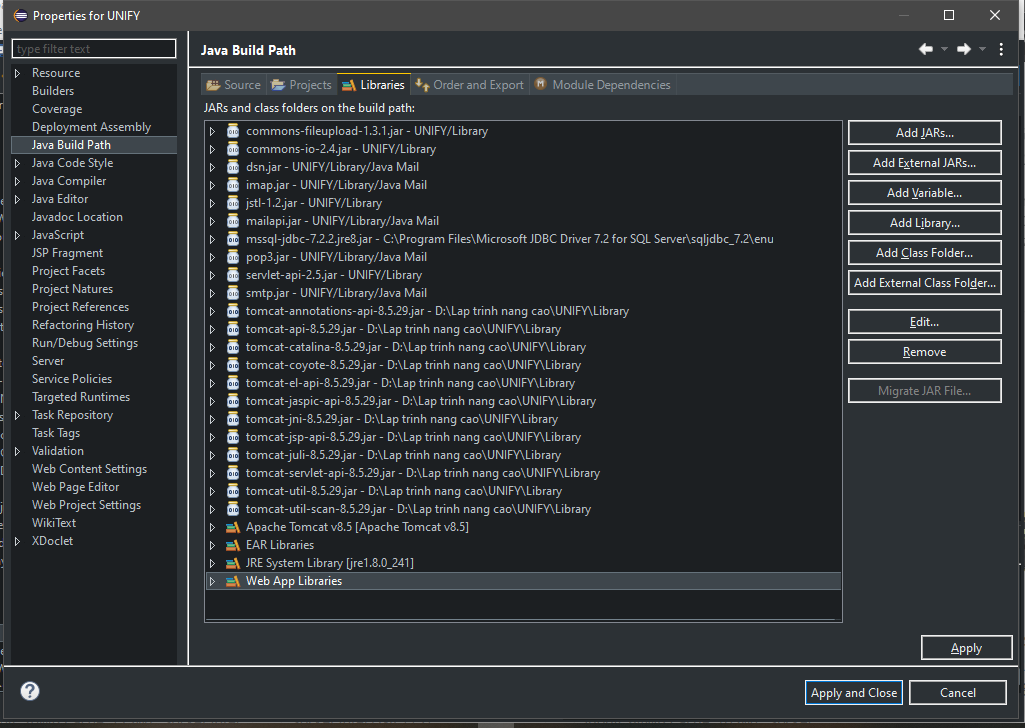 Properties for UNIFY
type filter text
Resource
Builders
Coverage
Deployment Assembly
Java Build Path
Java Code Style
Java Compiler
Java Editor
Javadoc Location
JavaScript
JSP Fragment
Project Facets
Project Natures
Project References
Refactoring History
Run/Debug Settings
Server
Service Policies
Targeted Runtimes
Task Repository
Task Tags
Validation
Web Content Settings
Web Page Editor
Web Project Settings
WikiText
XDoclet
Java Build Path
Source Projects Libraries Order and Export Module Dependencies
JARs and class folders on the build path:
commons-fileupload-1.3.1.jar - UNIFY/Library
commons-io-2.4.jar - UNIFY/Library
dsn.jar - UNIFY/Library/Java Mail
imap.jar - UNIFY/Library/Java Mail
jstl-1.2.jar - UNIFY/Library
mailapi.jar - UNIFY/Library/Java Mail
mssql-jdbc-7.2.2.jre8.jar - C:\Program Files\Microsoft JDBC Driver 7.2 for SQL Server\sqljdbc_7.2\enu
pop3.jar - UNIFY/Library/Java Mail
servlet-api-2.5.jar - UNIFY/Library
smtp.jar - UNIFY/Library/Java Mail
tomcat-annotations-api-8.5.29.jar - D:\Lap trinh nang cao\UNIFY\Library
tomcat-api-8.5.29.jar - D:\Lap trinh nang cao\UNIFY\Library
tomcat-catalina-8.5.29.jar - D:\Lap trinh nang cao\UNIFY\Library
tomcat-coyote-8.5.29.jar - D:\Lap trinh nang cao\UNIFY\Library
tomcat-el-api-8.5.29.jar - D:\Lap trinh nang cao\UNIFY\Library
tomcat-jaspic-api-8.5.29.jar - D:\Lap trinh nang cao\UNIFY\Library
tomcat-jni-8.5.29.jar - D:\Lap trinh nang cao\UNIFY\Library
tomcat-jsp-api-8.5.29.jar - D:\Lap trinh nang cao\UNIFY\Library
tomcat-juli-8.5.29.jar - D:\Lap trinh nang cao\UNIFY\Library
tomcat-servlet-api-8.5.29.jar - D:\Lap trinh nang cao\UNIFY\Library
tomcat-util-8.5.29.jar - D:\Lap trinh nang cao\UNIFY\Library
tomcat-util-scan-8.5.29.jar - D:\Lap trinh nang cao\UNIFY\Library
Apache Tomcat v8.5 [Apache Tomcat v8.5]
EAR Libraries
JRE System Library [jre1.8.0_241]
Web App Libraries
Add JARs...
Add External JARs...
Add Variable...
Add Library...
Add Class Folder...
Add External Class Folder...
Edit...
Remove
Migrate JAR File...
Apply
Apply and Close
Cancel